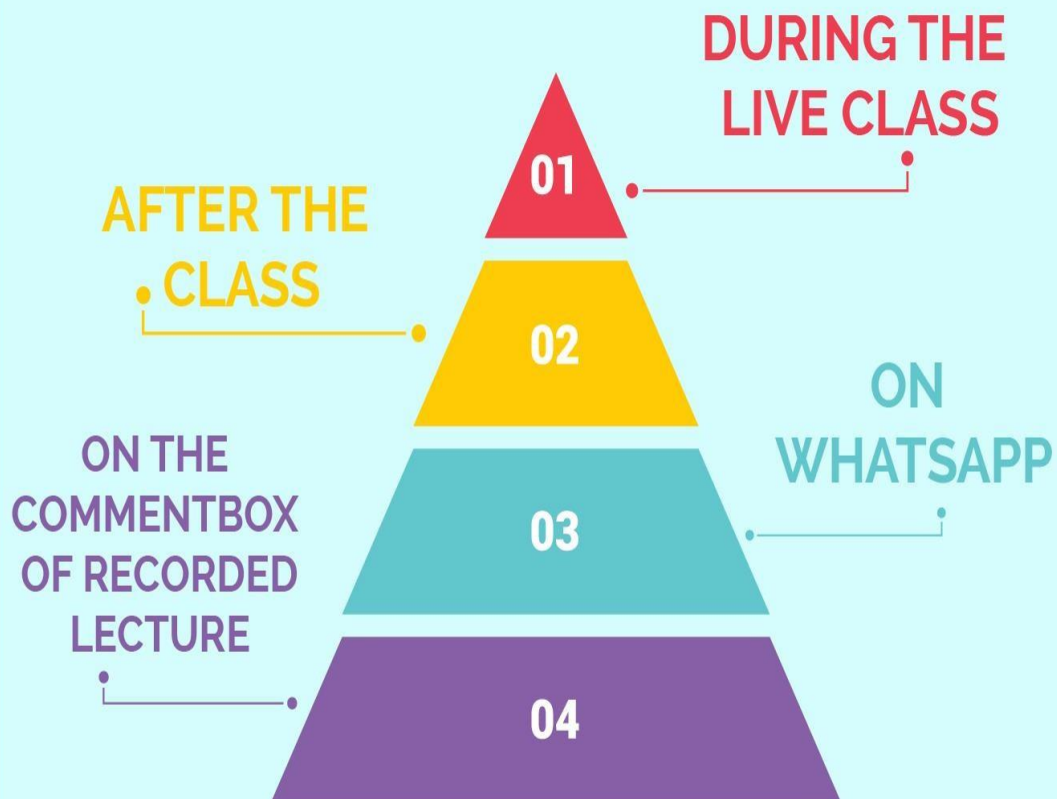 DURING THE
LIVE CLASS
01
AFTER THE
CLASS
02
ON
WHATSAPP
03
ON THE
COMMENTBOX
OF RECORDED
LECTURE
04